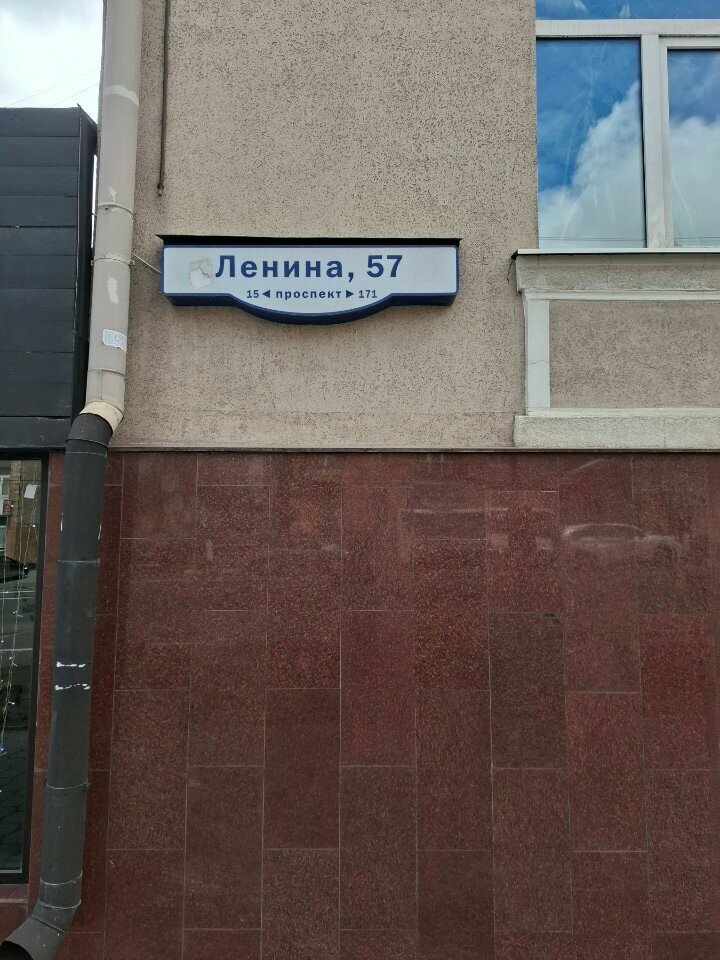 Ленина, 57
15 ◄ проспект ► 171